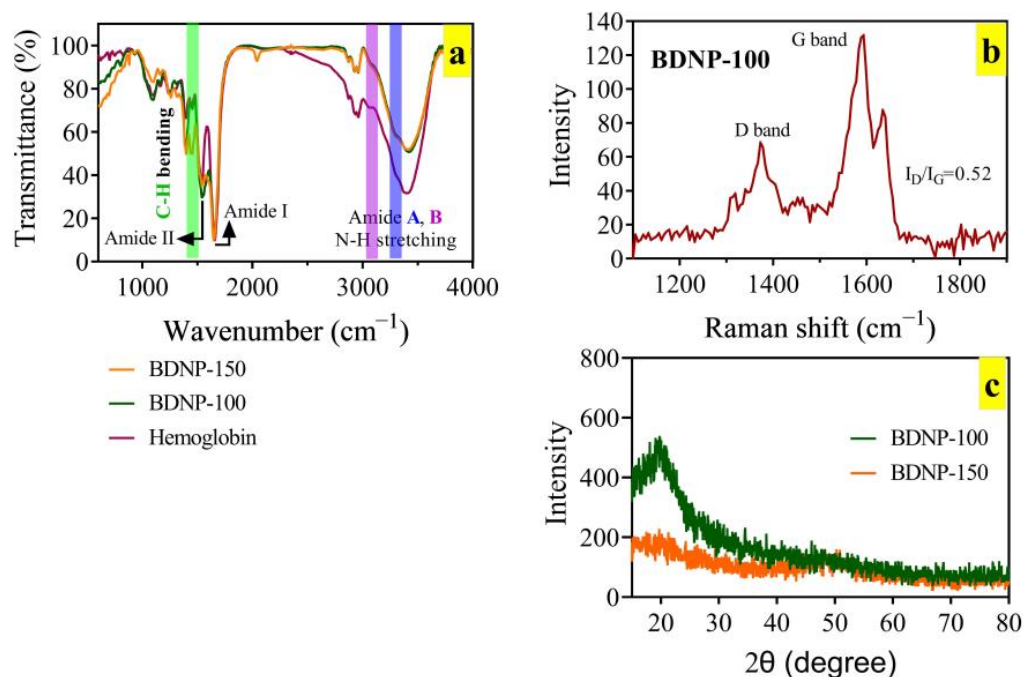 a
Transmittance (%)
100
80
60
40
20
0
C-H bending
Amide II
Amide I
Amide A, B
N-H stretching
1000
2000
3000
4000
Wavenumber (cm⁻¹)
BDNP-150
BDNP-100
Hemoglobin
b
BDNP-100
G band
D band
I_D/I_G=0.52
Intensity
140
120
100
80
60
40
20
0
1200
1400
1600
1800
Raman shift (cm⁻¹)
c
BDNP-100
BDNP-150
Intensity
800
600
400
200
0
20
30
40
50
60
70
80
2θ (degree)